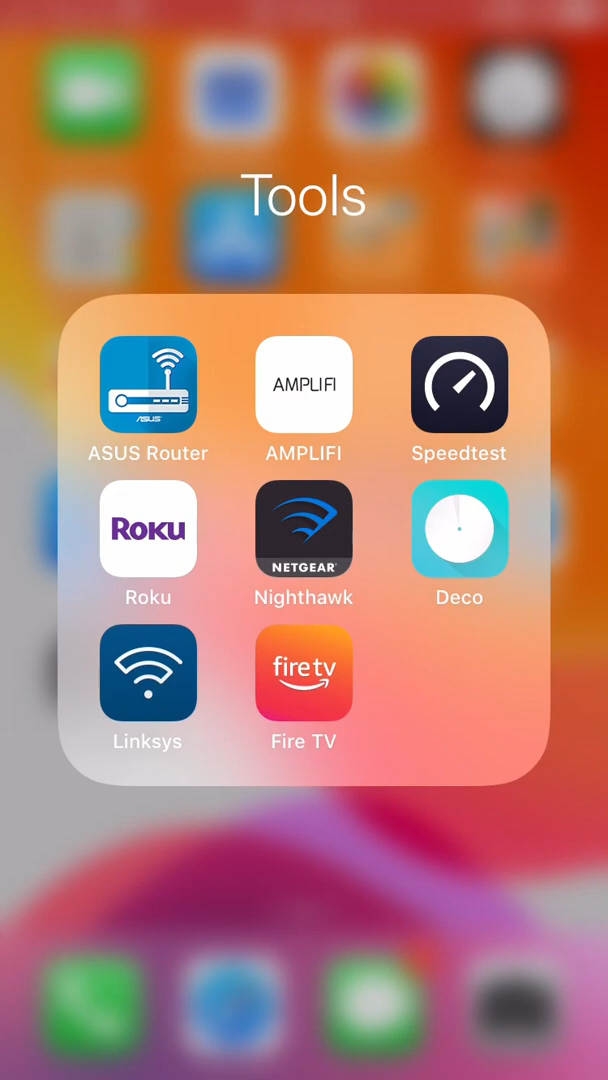 Tools
ASUS
AMPLIFI
ASUS Router
AMPLIFI
Speedtest
ROKU
NETGEAR
Roku
Nighthawk
Deco
fire tv
Linksys
Fire TV